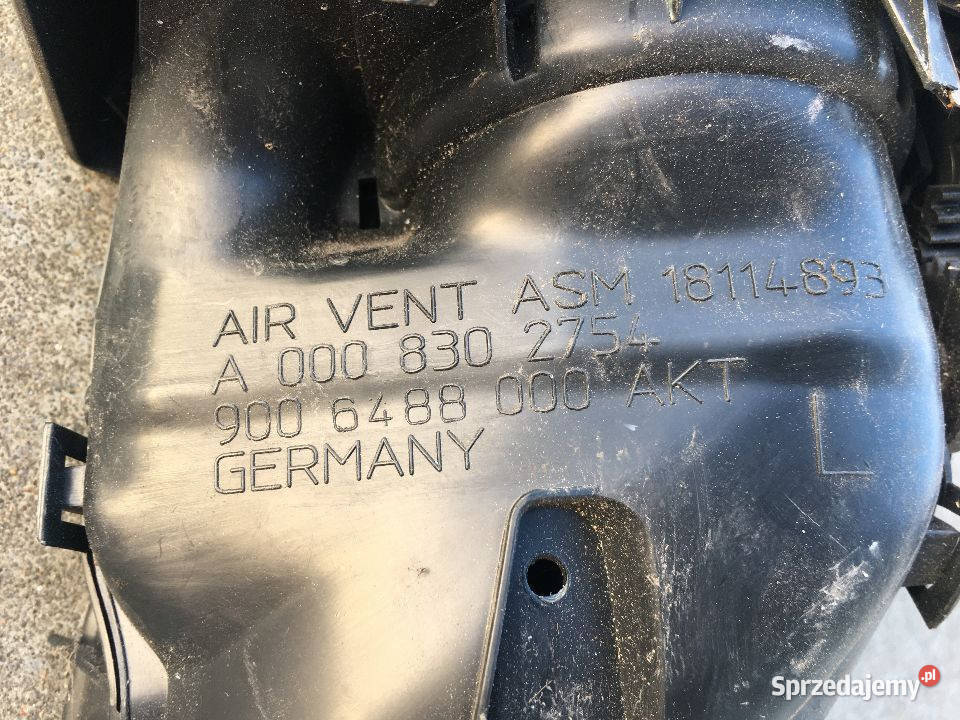 AIR VENT ASM 18114893
A 000 830 2754
900 6488 000 AKT
GERMANY
L
Sprzedajemy.pl